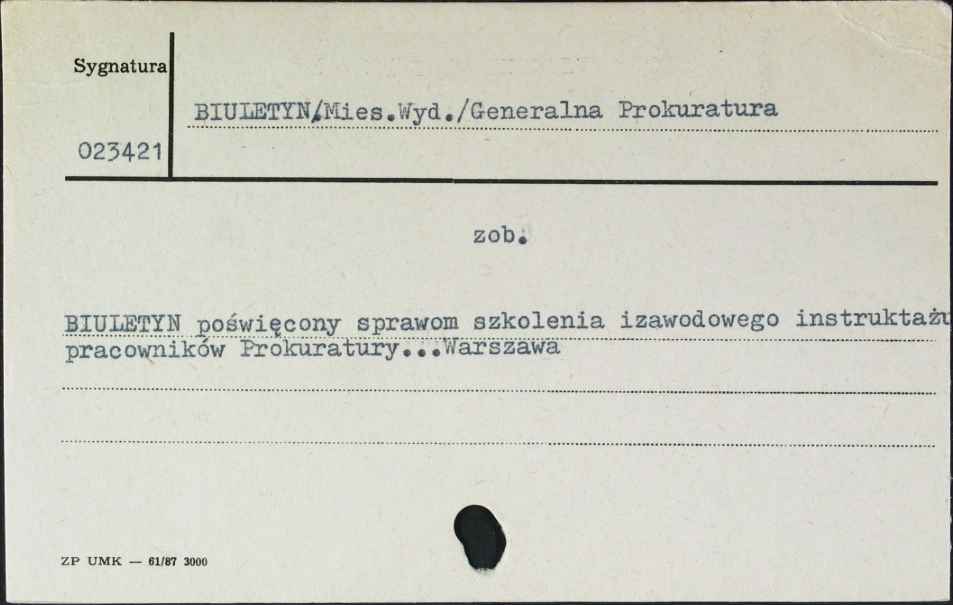 Sygnatura
BIULETYN/Mies.Wyd./Generalna Prokuratura
023421
zob.
BIULETYN poświęcony sprawom szkolenia izawodowego instruktażu
pracowników Prokuratury...Warszawa
ZP UMK — 61/87 3000